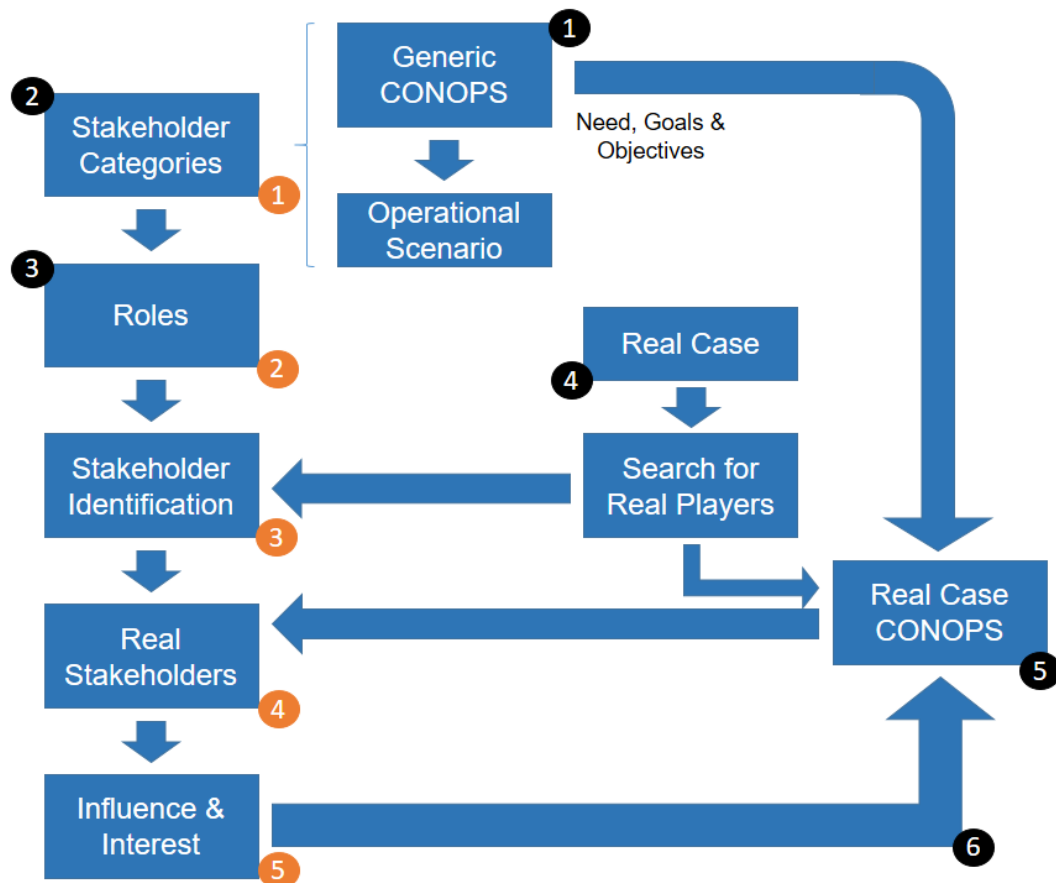 1
Generic
CONOPS
2
Stakeholder
Categories
1
Need, Goals &
Objectives
Operational
Scenario
3
Roles
2
Real Case
4
Stakeholder
Identification
3
Search for
Real Players
Real Case
CONOPS
5
Real
Stakeholders
4
Influence &
Interest
5
6